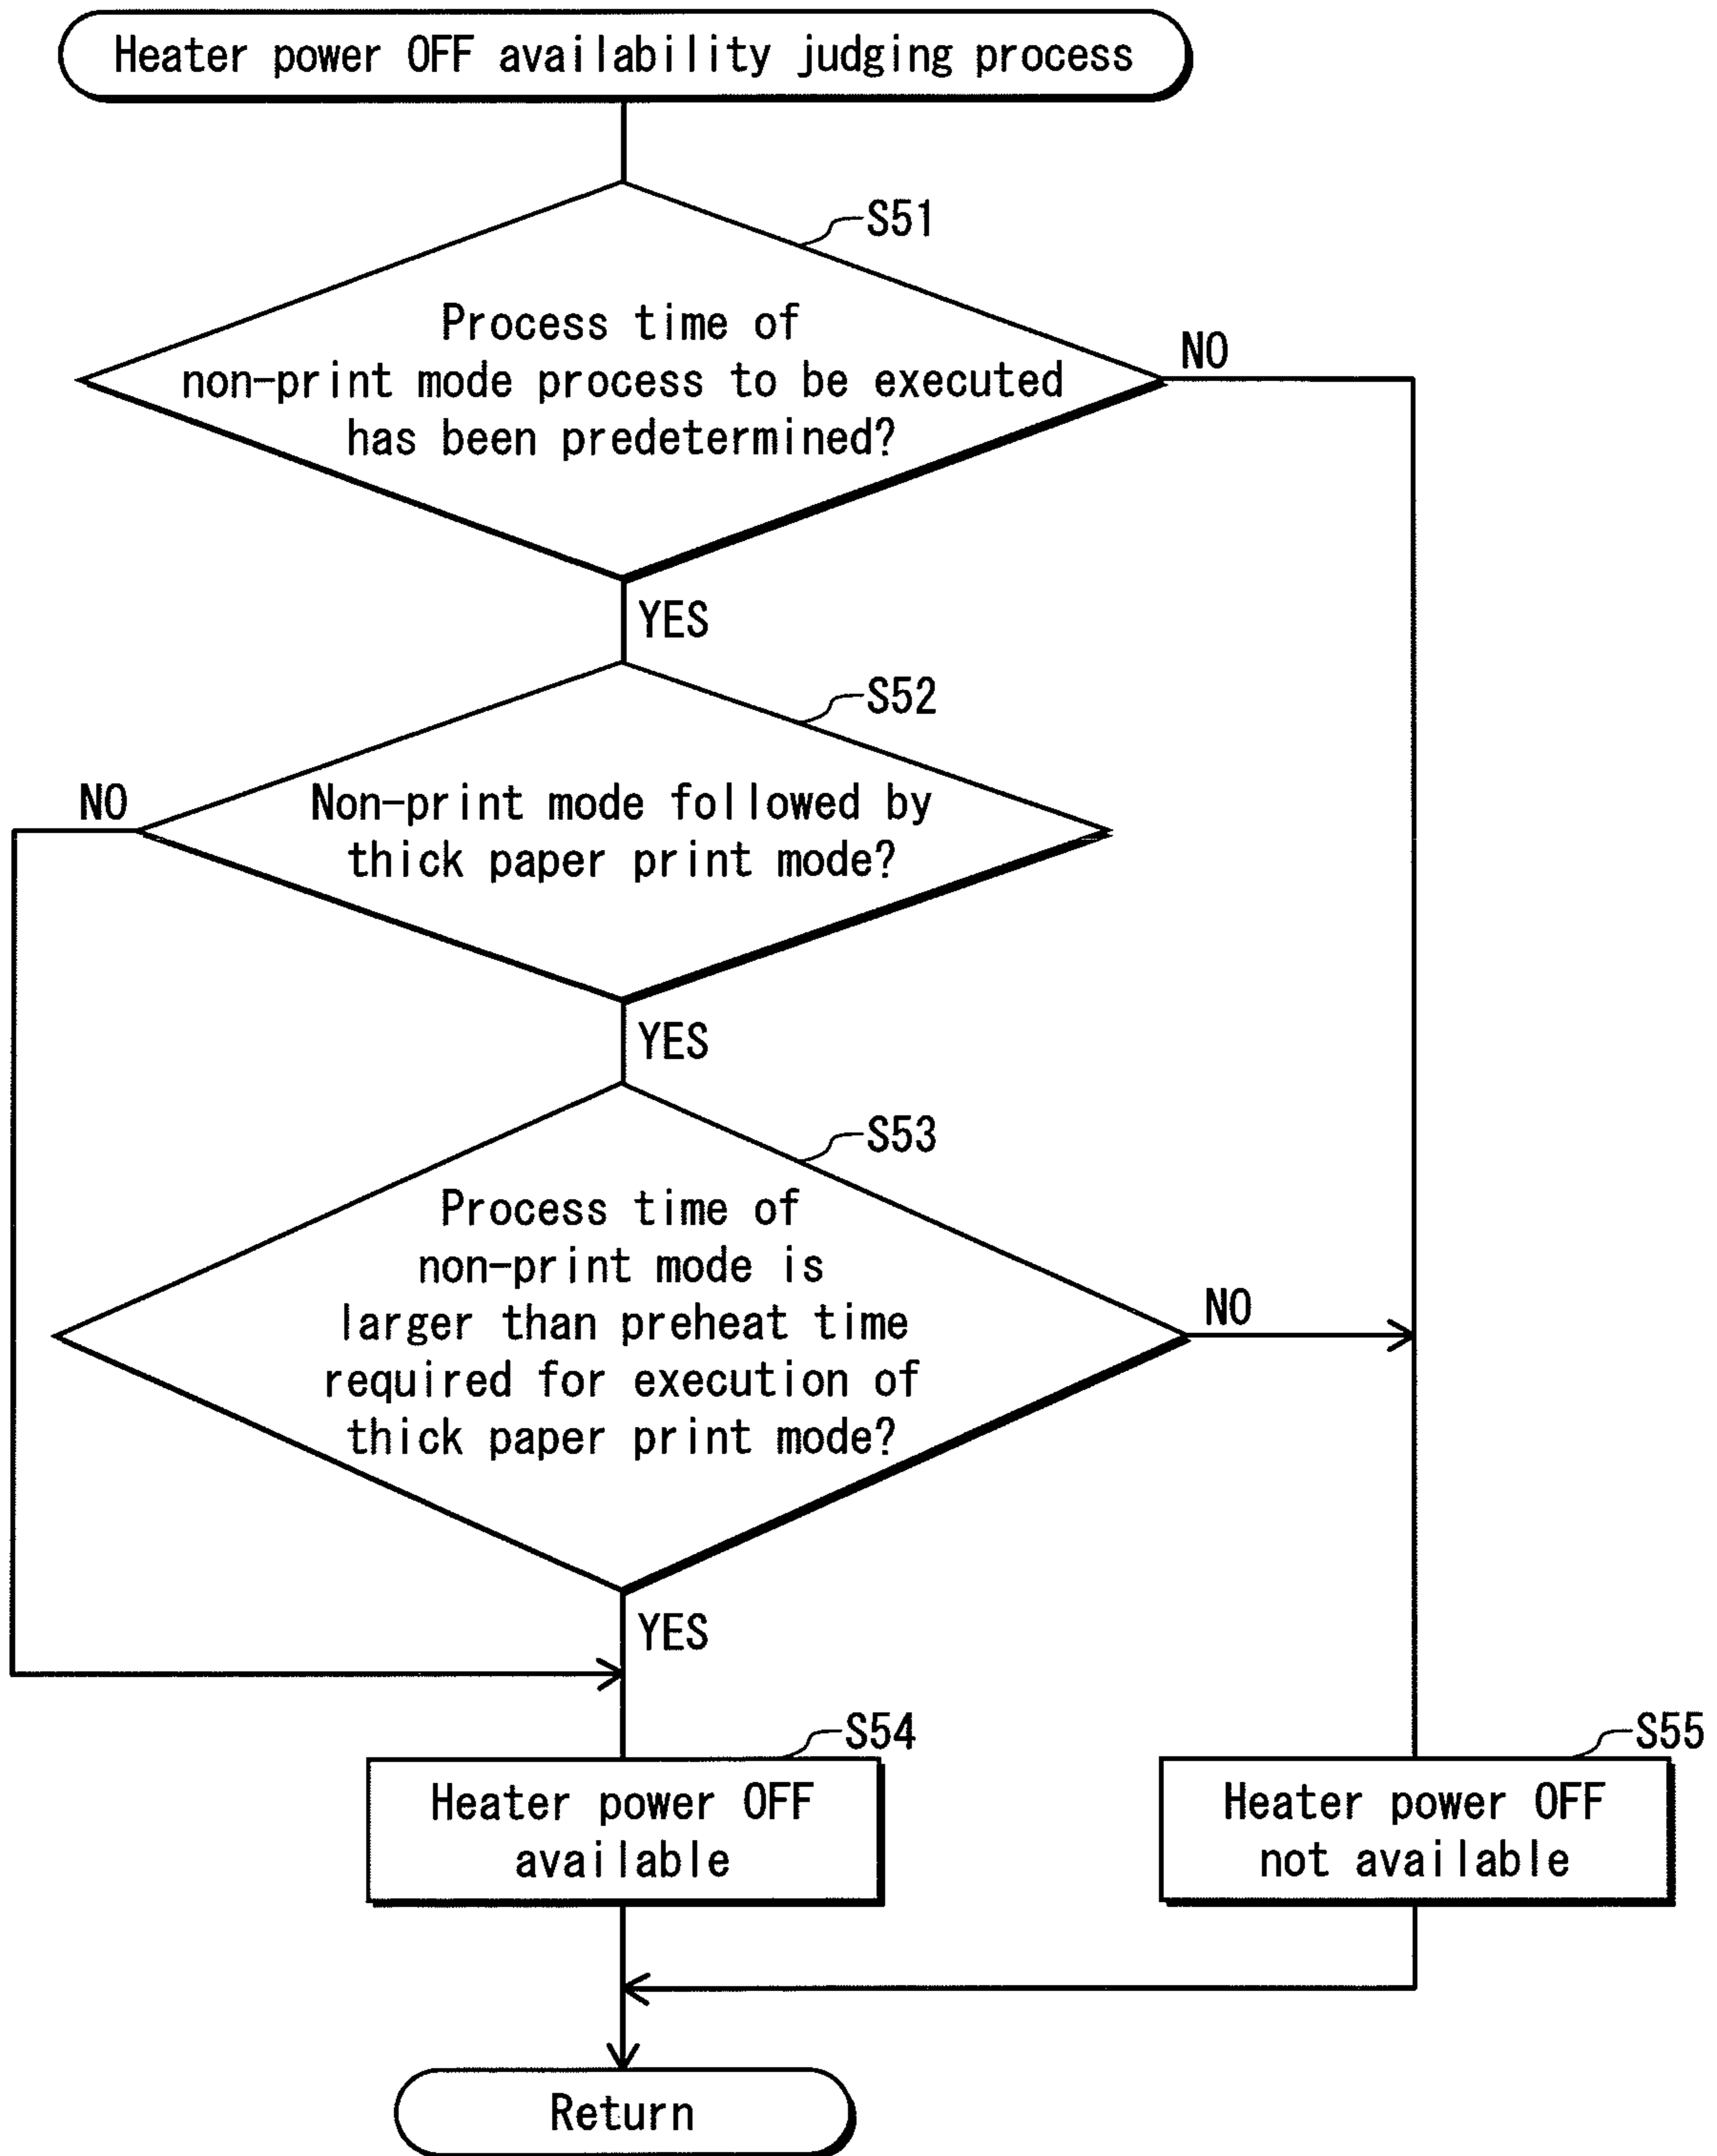 Heater power OFF availability judging process
S51
Process time of
non-print mode process to be executed
has been predetermined?
NO
YES
S52
Non-print mode followed by
thick paper print mode?
NO
YES
S53
Process time of
non-print mode is
larger than preheat time
required for execution of
thick paper print mode?
NO
YES
S54
Heater power OFF
available
S55
Heater power OFF
not available
Return